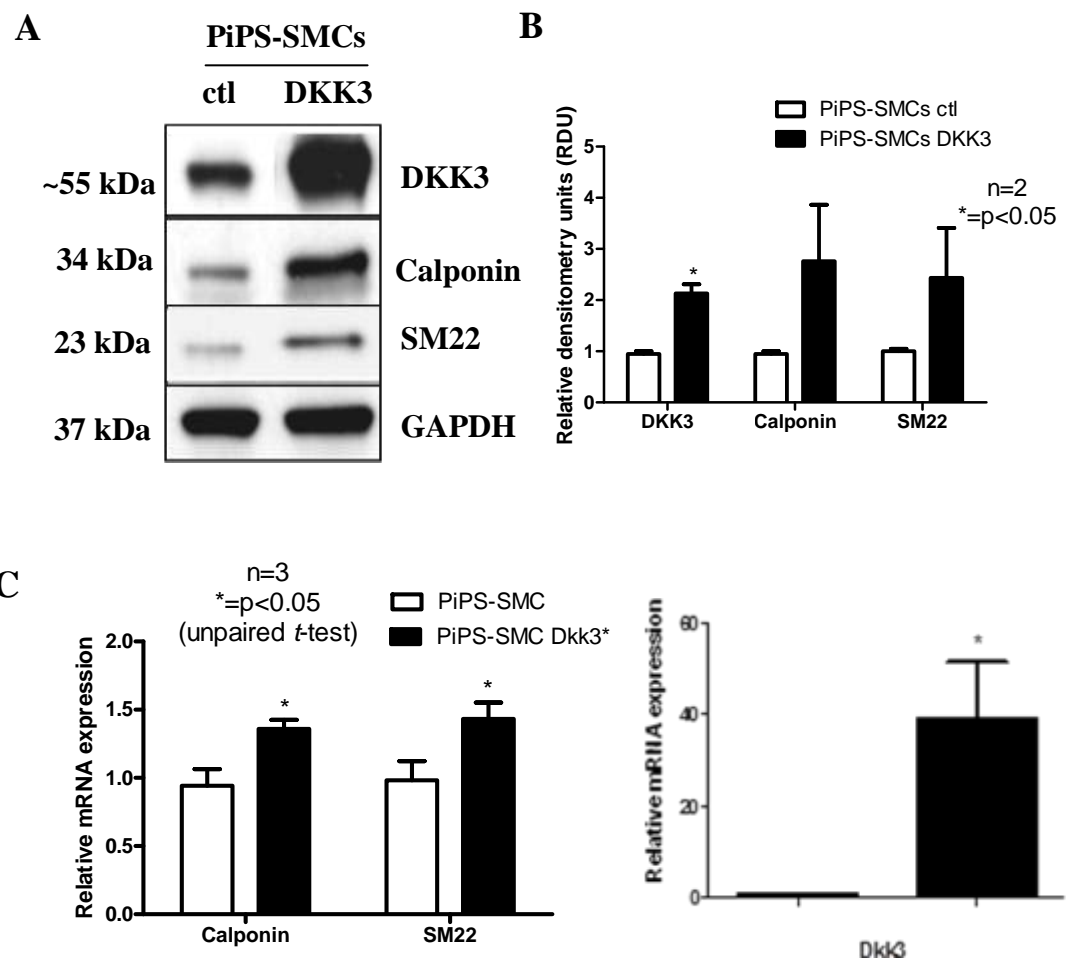 A
PiPS-SMCs
ctl DKK3
~55 kDa DKK3
34 kDa Calponin
23 kDa SM22
37 kDa GAPDH
B
PiPS-SMCs ctl
PiPS-SMCs DKK3
n=2
*=p<0.05
Relative densitometry units (RDU)
5
4
3
2
1
0
*
DKK3 Calponin SM22
C
n=3
*=p<0.05
(unpaired t-test)
PiPS-SMC
PiPS-SMC Dkk3*
Relative mRNA expression
2.0
1.5
1.0
0.5
0.0
* *
Calponin SM22
Relative mRNA expression
60
40
20
0
*
Dkk3